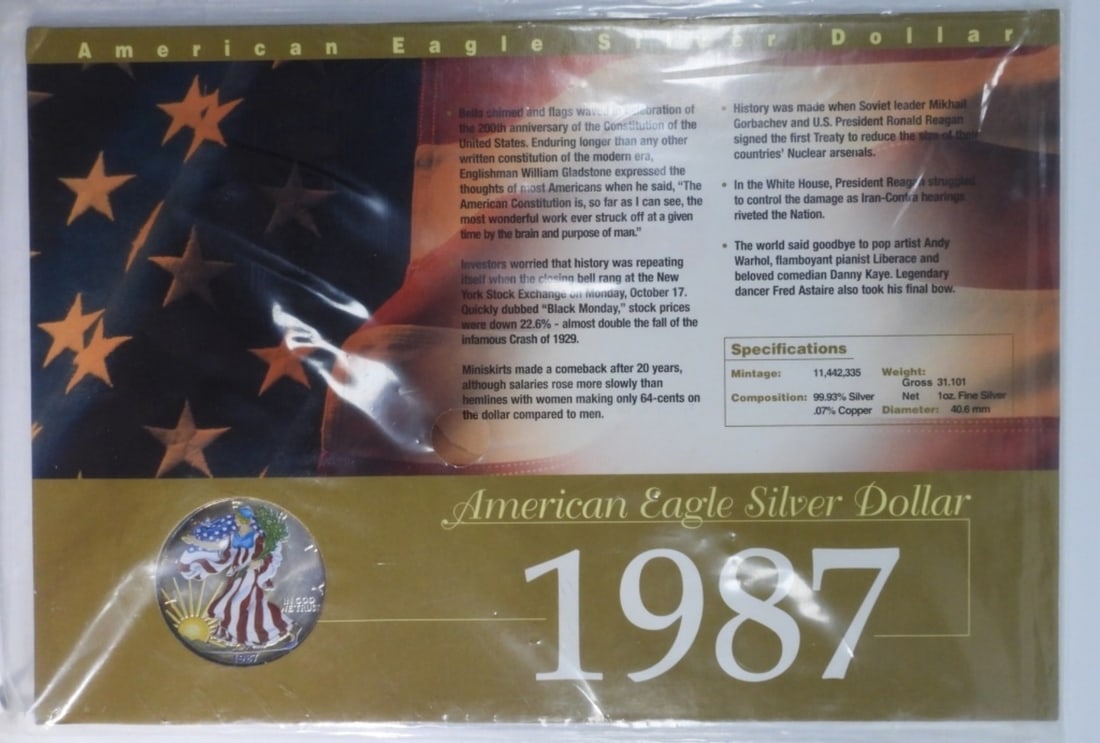 American Eagle Silver Dollar
• Bells chimed and flags waved in celebration of
the 200th anniversary of the Constitution of the
United States. Enduring longer than any other
written constitution of the modern era,
Englishman William Gladstone expressed the
thoughts of most Americans when he said, “The
American Constitution is, so far as I can see, the
most wonderful work ever struck off at a given
time by the brain and purpose of man.”
Investors worried that history was repeating
itself when the closing bell rang at the New
York Stock Exchange on Monday, October 17.
Quickly dubbed “Black Monday,” stock prices
were down 22.6% - almost double the fall of the
infamous Crash of 1929.
Miniskirts made a comeback after 20 years,
although salaries rose more slowly than
hemlines with women making only 64-cents on
the dollar compared to men.
• History was made when Soviet leader Mikhail
Gorbachev and U.S. President Ronald Reagan
signed the first Treaty to reduce the size of their
countries’ Nuclear arsenals.
• In the White House, President Reagan struggled
to control the damage as Iran-Contra hearings
riveted the Nation.
• The world said goodbye to pop artist Andy
Warhol, flamboyant pianist Liberace and
beloved comedian Danny Kaye. Legendary
dancer Fred Astaire also took his final bow.
Specifications
Mintage: 11,442,335 Weight:
Gross 31.101
Composition: 99.93% Silver Net 1oz. Fine Silver
.07% Copper Diameter: 40.6 mm
American Eagle Silver Dollar
1987
IN GOD
WE TRUST
1987